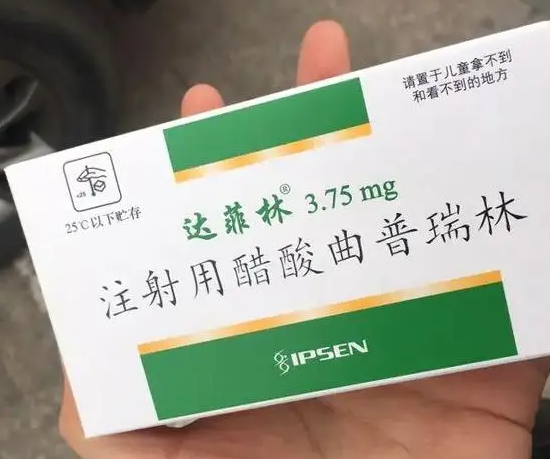 请置于儿童拿不到
和看不到的地方
<25
25℃以下贮存
达菲林® 3.75 mg
注射用醋酸曲普瑞林
IPSEN